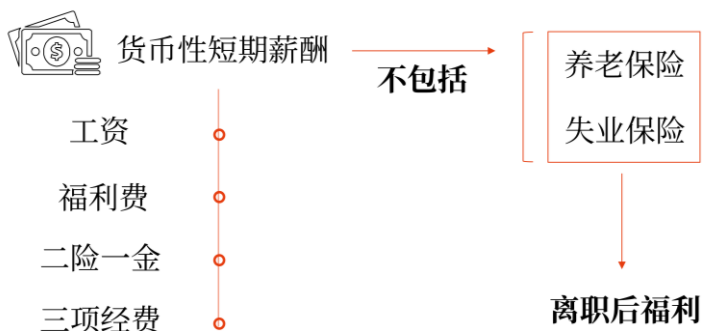 货币性短期薪酬
不包括
养老保险
失业保险
工资
福利费
二险一金
三项经费
离职后福利